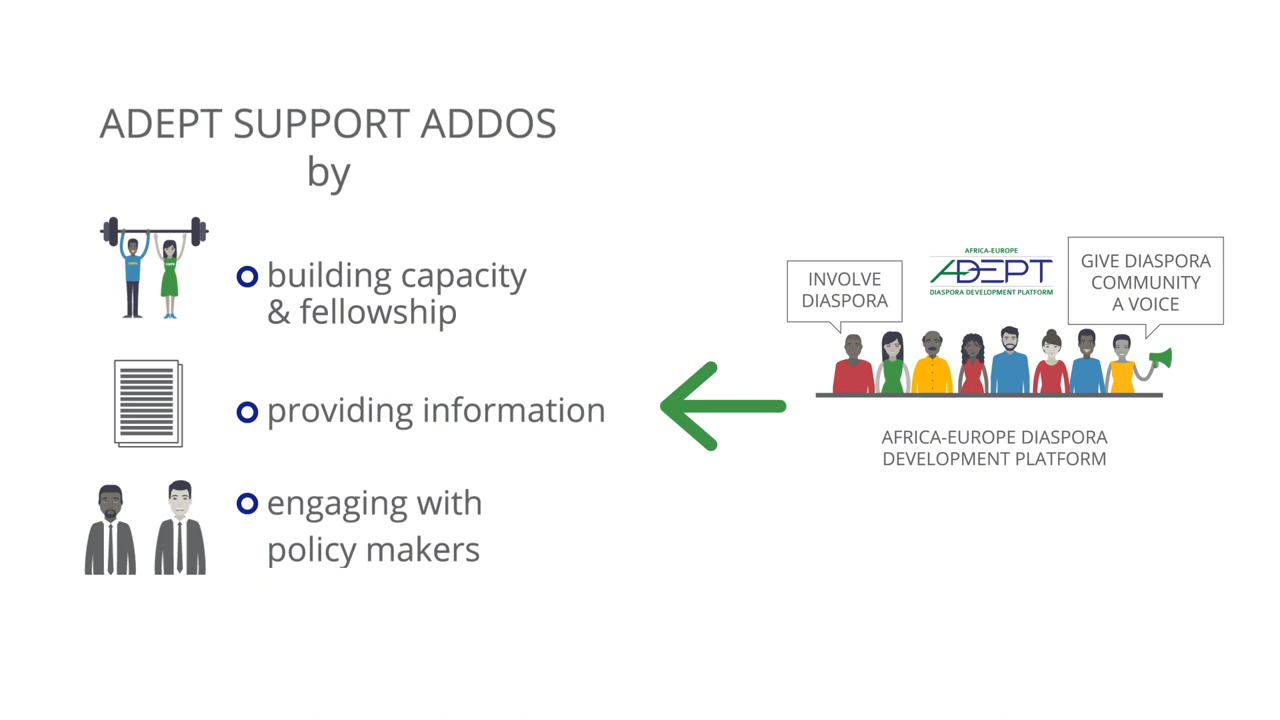 ADEPT SUPPORT ADDOS
by
building capacity
& fellowship
providing information
engaging with
policy makers
INVOLVE
DIASPORA
AFRICA-EUROPE
ADEPT
DIASPORA DEVELOPMENT PLATFORM
GIVE DIASPORA
COMMUNITY
A VOICE
AFRICA-EUROPE DIASPORA
DEVELOPMENT PLATFORM